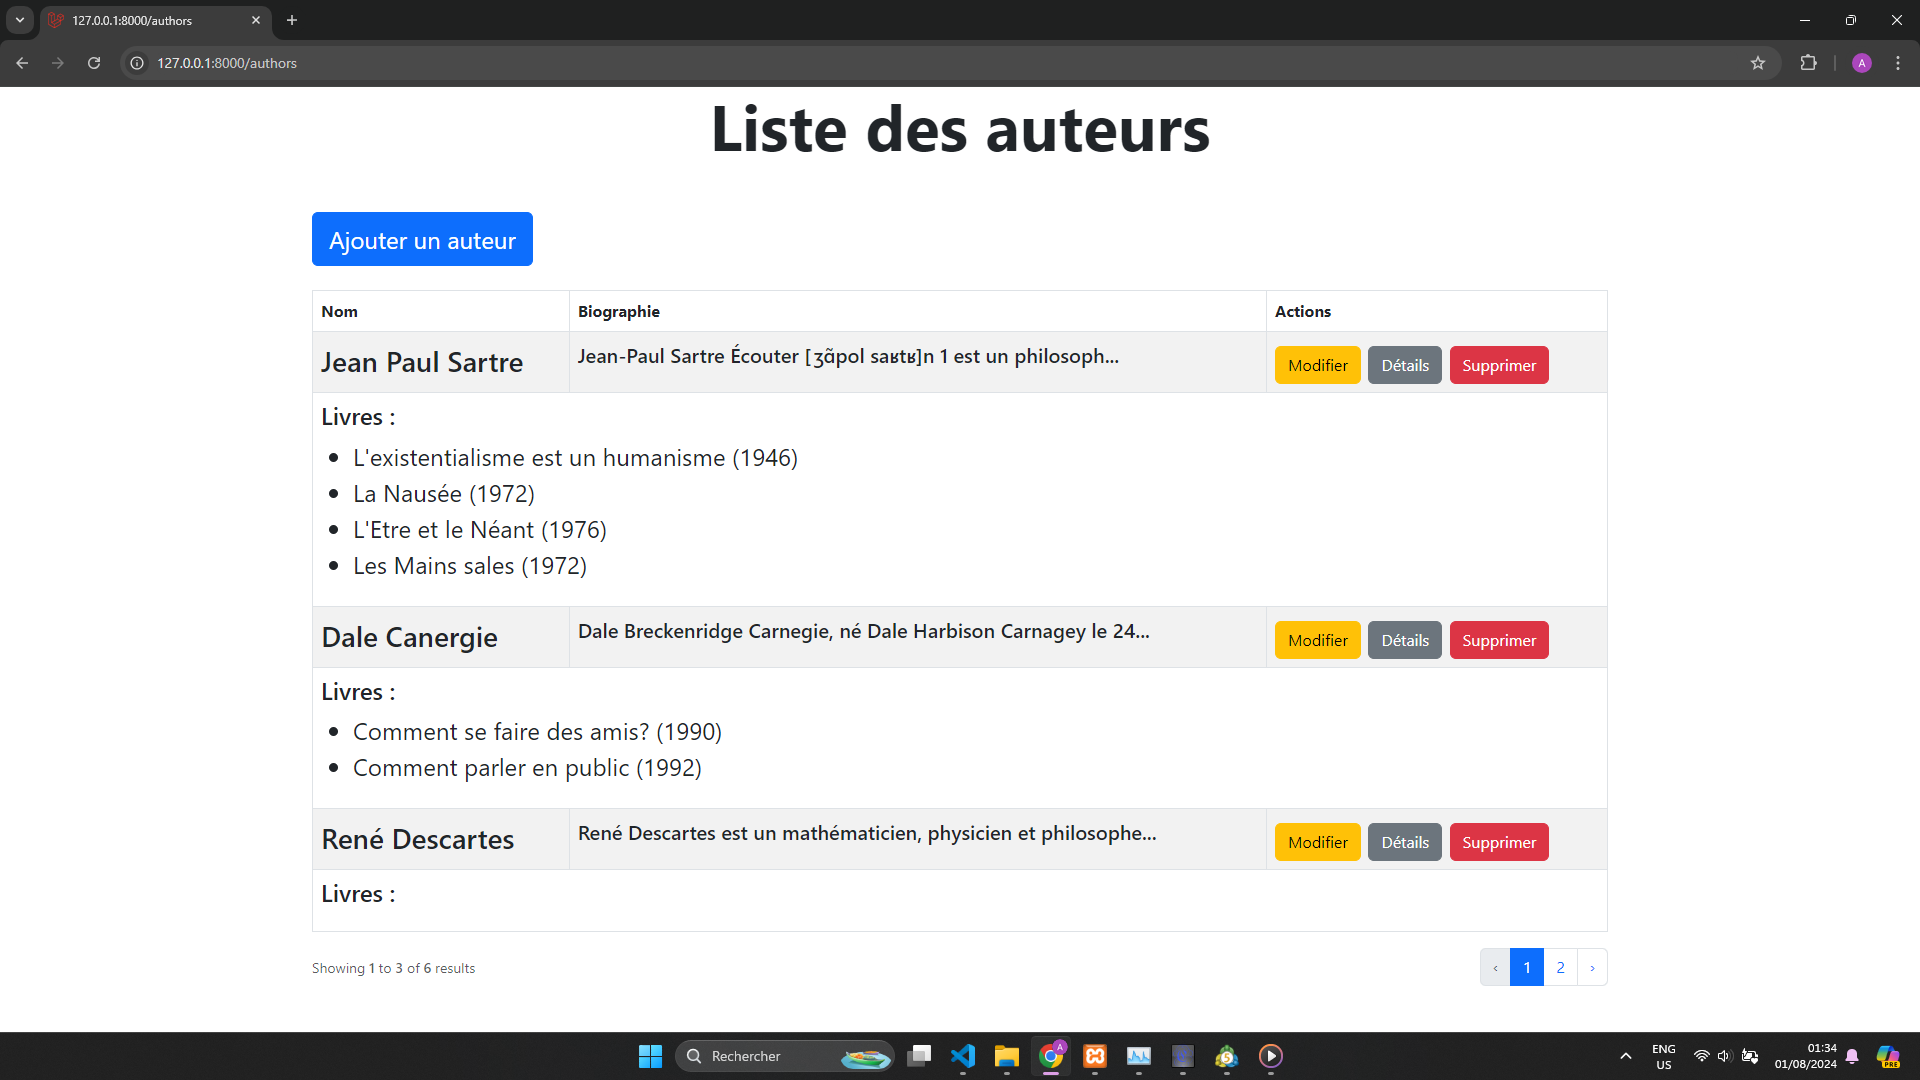 127.0.0.1:8000/authors
127.0.0.1:8000/authors
A
Liste des auteurs
Ajouter un auteur
Nom Biographie Actions
Jean Paul Sartre Jean-Paul Sartre Écouter [ʒɑ̃pol saʁtʁ]n 1 est un philosoph... Modifier Détails Supprimer
Livres :
• L'existentialisme est un humanisme (1946)
• La Nausée (1972)
• L'Etre et le Néant (1976)
• Les Mains sales (1972)
Dale Canergie Dale Breckenridge Carnegie, né Dale Harbison Carnagey le 24... Modifier Détails Supprimer
Livres :
• Comment se faire des amis? (1990)
• Comment parler en public (1992)
René Descartes René Descartes est un mathématicien, physicien et philosophe... Modifier Détails Supprimer
Livres :
Showing 1 to 3 of 6 results ‹ 1 2 ›
Rechercher
A
ENG
US
01:34
01/08/2024
PRE